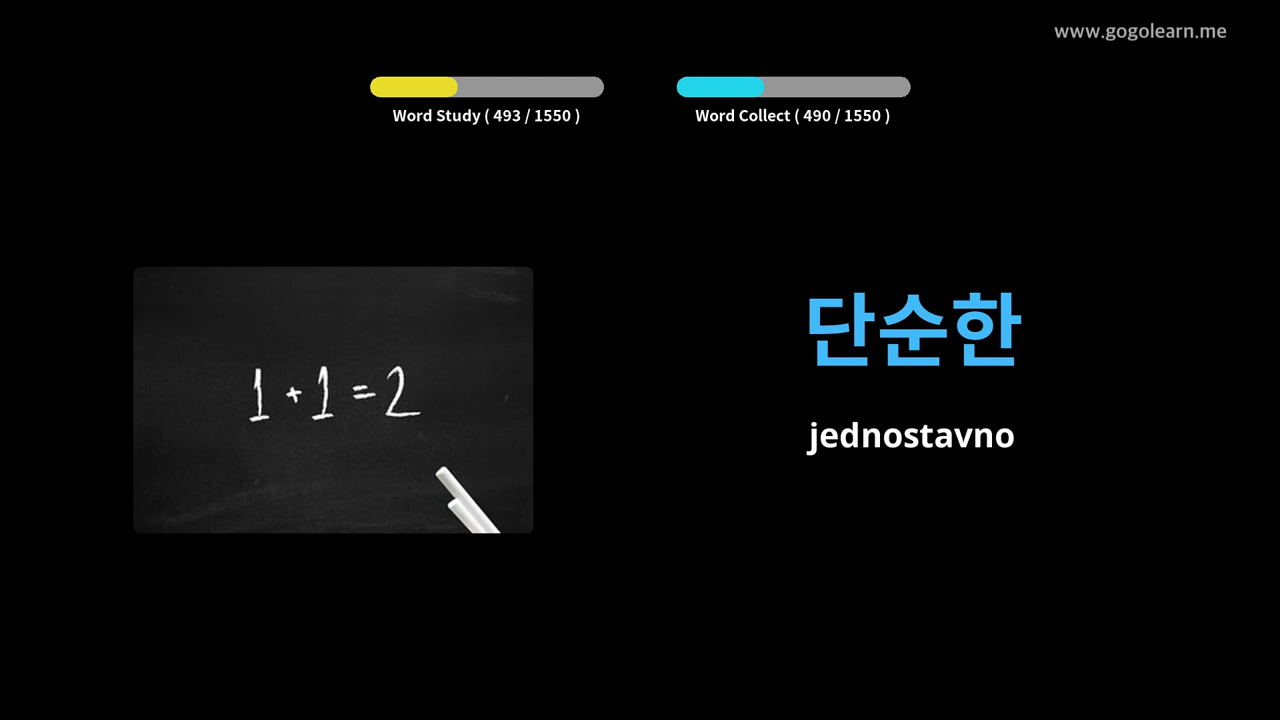 www.gogolearn.me
Word Study ( 493 / 1550 )
Word Collect ( 490 / 1550 )
1 + 1 = 2
단순한
jednostavno